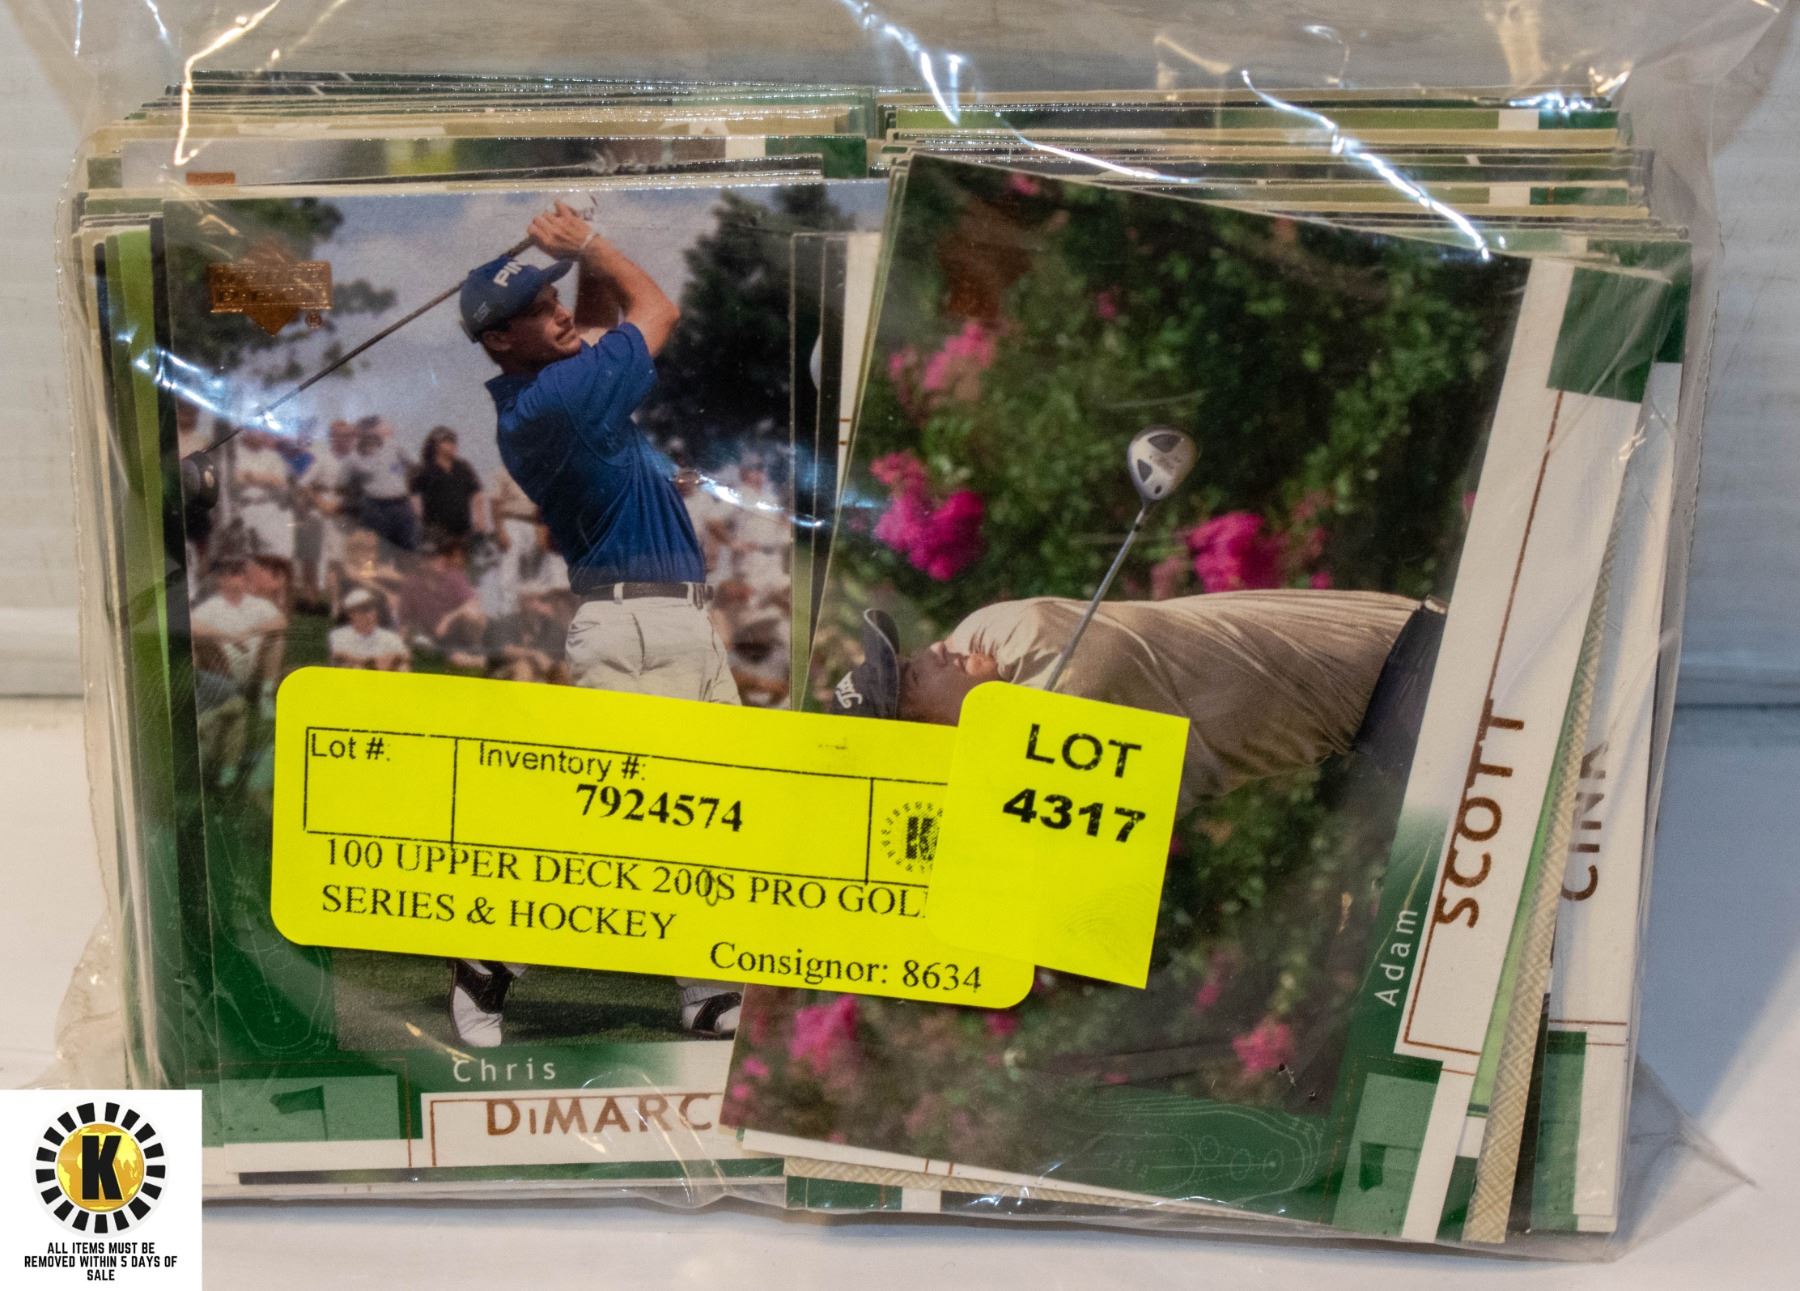 PIN
Chris
DiMARC
Adam
SCOTT
CINK
Lot #:
Inventory #:
7924574
100 UPPER DECK 200S PRO GOL
SERIES & HOCKEY
Consignor: 8634
LOT
4317
K
ALL ITEMS MUST BE
REMOVED WITHIN 5 DAYS OF
SALE